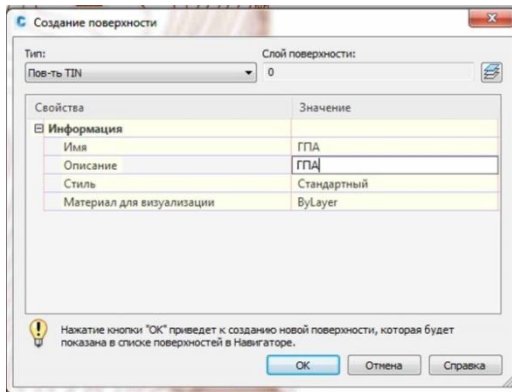 C Создание поверхности
Тип: Слой поверхности:
Пов-ть TIN 0
Свойства Значение
Информация
Имя ГПА
Описание ГПА
Стиль Стандартный
Материал для визуализации ByLayer
Нажатие кнопки "ОК" приведет к созданию новой поверхности, которая будет
показана в списке поверхностей в Навигаторе.
ОК Отмена Справка